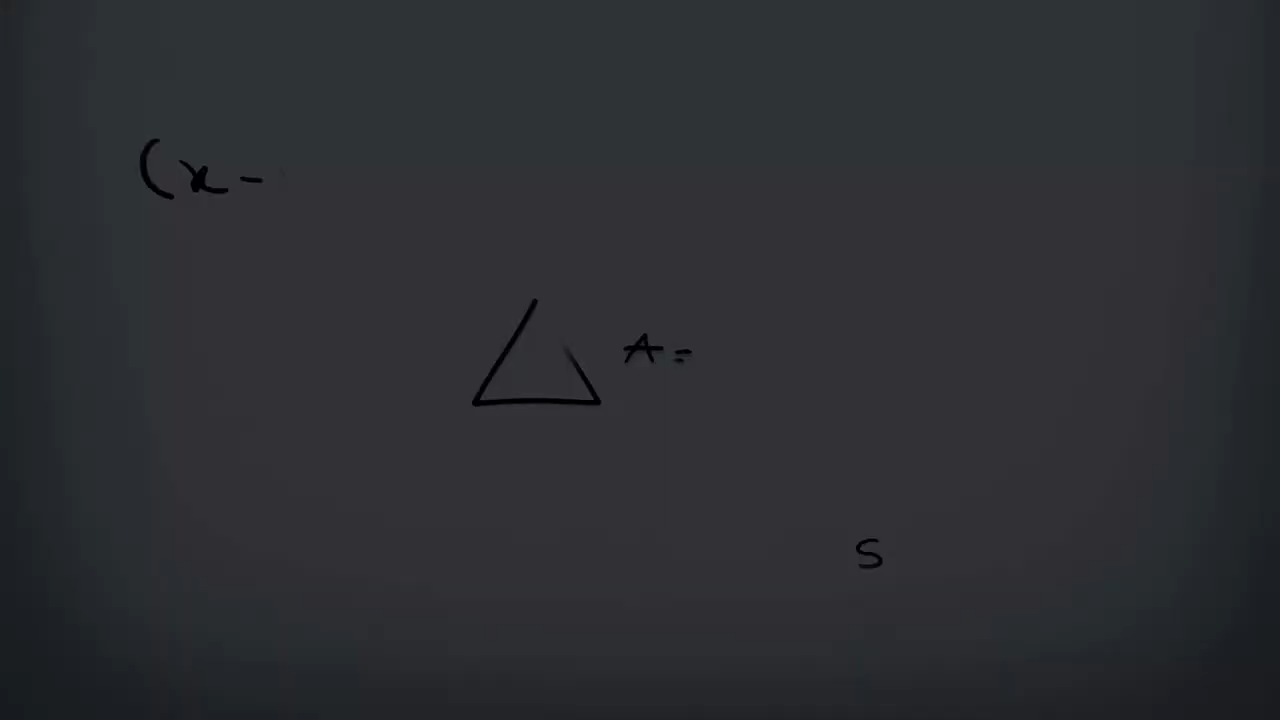 (x -
A =
S